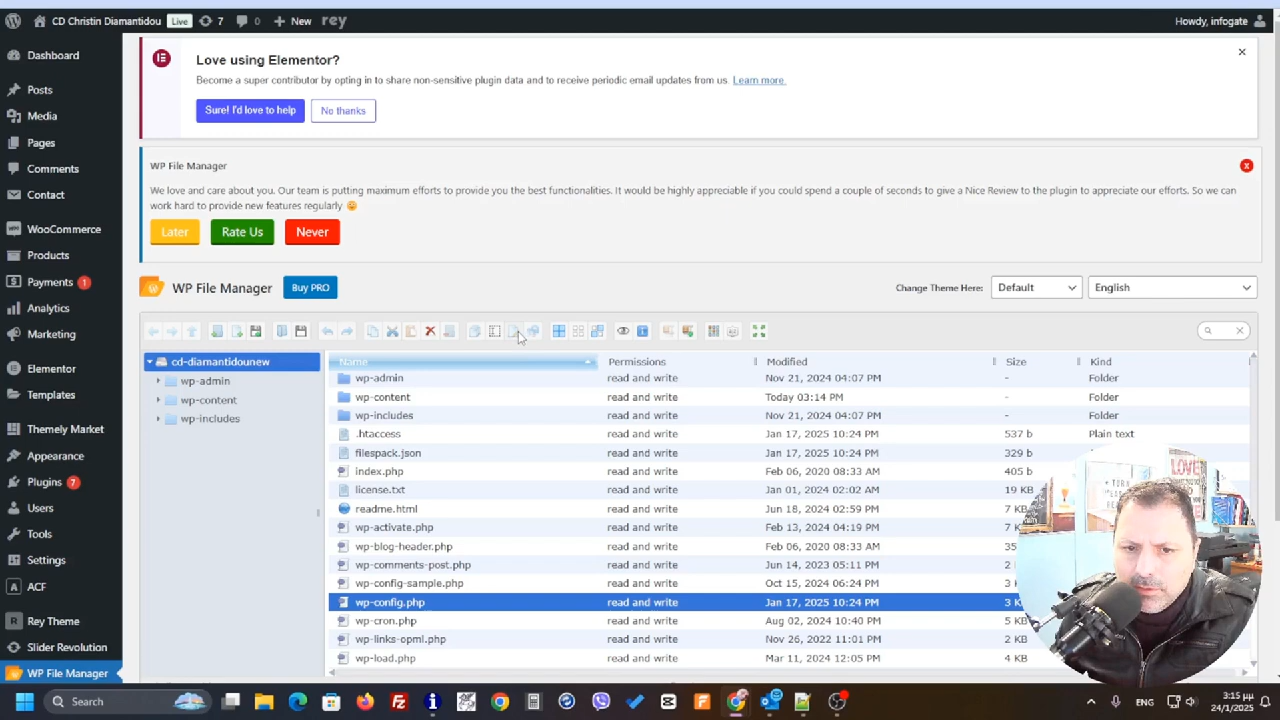 CD Christin Diamantidou Live 7 New rey Howdy, infogate
Dashboard
Posts
Media
Pages
Comments
Contact
WooCommerce
Products
Payments 1
Analytics
Marketing
Elementor
Templates
Themely Market
Appearance
Plugins 7
Users
Tools
Settings
ACF
Rey Theme
Slider Revolution
WP File Manager
Love using Elementor?
Become a super contributor by opting in to share non-sensitive plugin data and to receive periodic email updates from us. Learn more.
Sure! I'd love to help No thanks
WP File Manager
We love and care about you. Our team is putting maximum efforts to provide you the best functionalities. It would be highly appreciable if you could spend a couple of seconds to give a Nice Review to the plugin to appreciate our efforts. So we can
work hard to provide new features regularly
Later Rate Us Never
WP File Manager Buy PRO Change Theme Here: Default English
cd-diamantidounew
wp-admin
wp-content
wp-includes
Name Permissions Modified Size Kind
wp-admin read and write Nov 21, 2024 04:07 PM - Folder
wp-content read and write Today 03:14 PM - Folder
wp-includes read and write Nov 21, 2024 04:07 PM - Folder
.htaccess read and write Jan 17, 2025 10:24 PM 537 b Plain text
filespack.json read and write Jan 17, 2025 10:24 PM 329 b
index.php read and write Feb 06, 2020 08:33 AM 405 b
license.txt read and write Jan 01, 2024 02:02 AM 19 KB
readme.html read and write Jun 18, 2024 02:59 PM 7 KB
wp-activate.php read and write Feb 13, 2024 04:19 PM 7 KB
wp-blog-header.php read and write Feb 06, 2020 08:33 AM 35
wp-comments-post.php read and write Jun 14, 2023 05:11 PM 2
wp-config-sample.php read and write Oct 15, 2024 06:24 PM 3
wp-config.php read and write Jan 17, 2025 10:24 PM 3 K
wp-cron.php read and write Aug 02, 2024 10:40 PM 5 KB
wp-links-opml.php read and write Nov 26, 2022 11:01 PM 2 KB
wp-load.php read and write Mar 11, 2024 12:05 PM 4 KB
Search ENG 3:15 μμ
24/1/2025